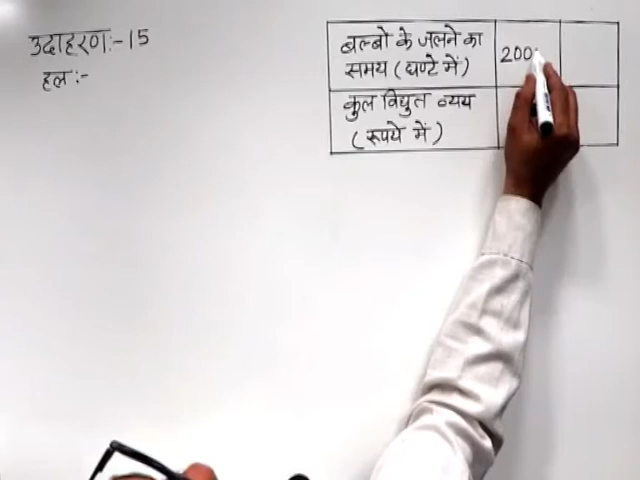 उदाहरण:-15
हल:-
बल्बो के जलने का
समय (घण्टे में)
200
कुल विद्युत व्यय
(रूपये में)